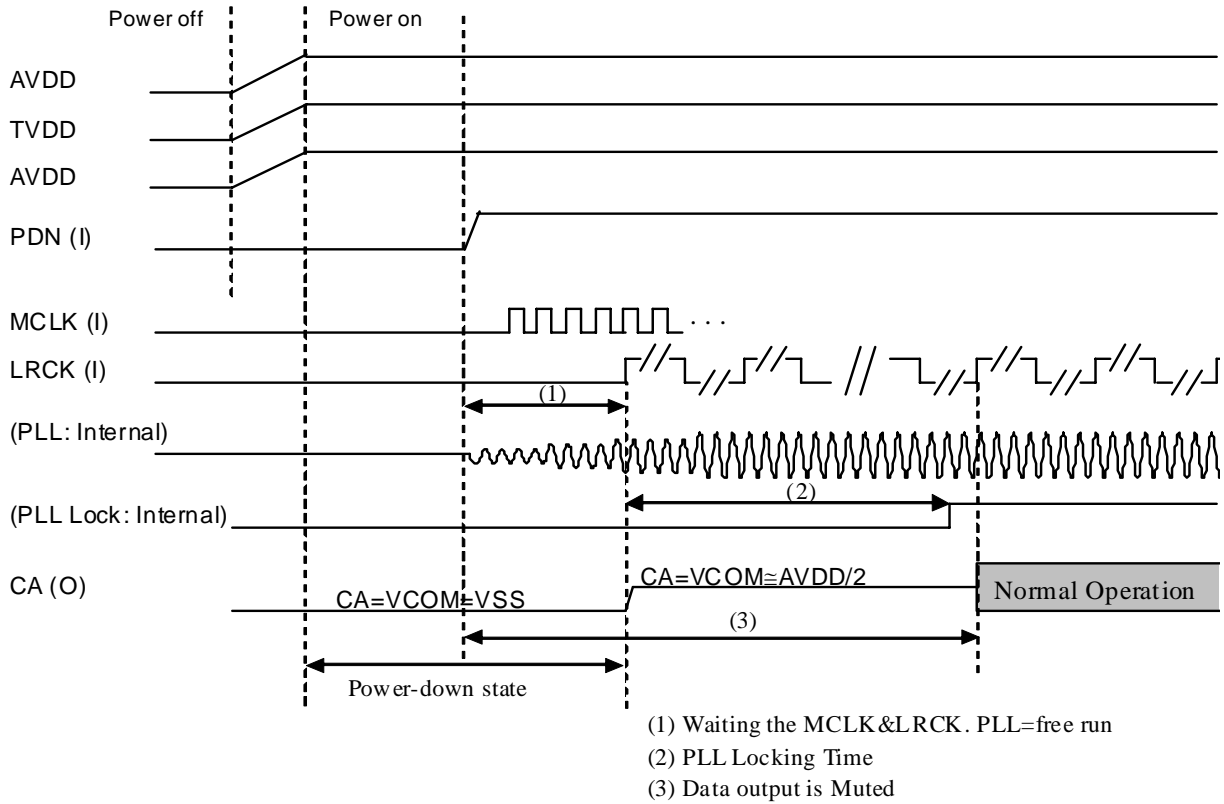 Power off
Power on
AVDD
TVDD
AVDD
PDN (I)
MCLK (I)
. . .
LRCK (I)
(1)
(PLL: Internal)
(2)
(PLL Lock: Internal)
CA (O)
CA=VCOM=VSS
CA=VCOM≅AVDD/2
Normal Operation
(3)
Power-down state
(1) Waiting the MCLK&LRCK. PLL=free run
(2) PLL Locking Time
(3) Data output is Muted